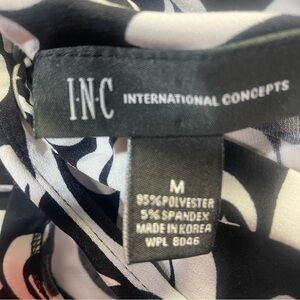 I·N·C INTERNATIONAL CONCEPTS
M
95% POLYESTER
5% SPANDEX
MADE IN KOREA
WPL 8046